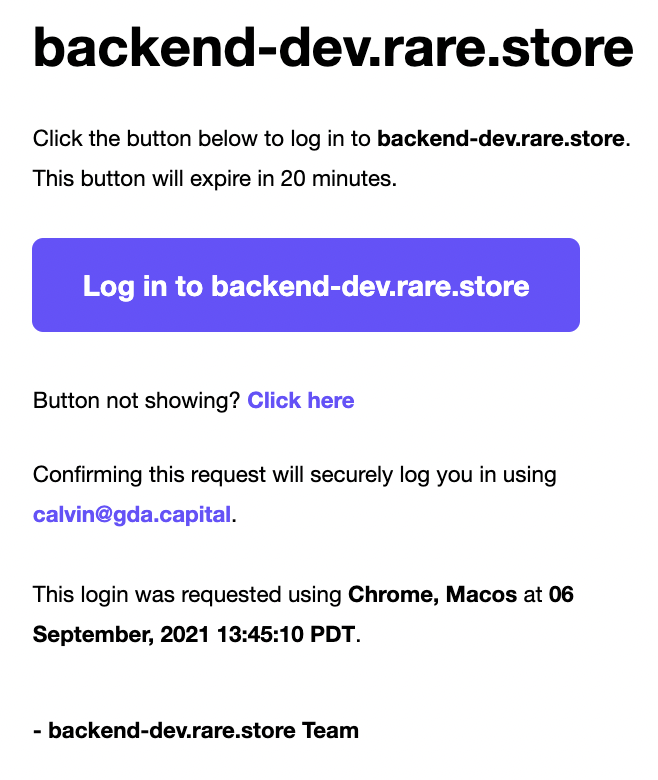 backend-dev.rare.store
Click the button below to log in to backend-dev.rare.store.
This button will expire in 20 minutes.
Log in to backend-dev.rare.store
Button not showing? Click here
Confirming this request will securely log you in using
calvin@gda.capital.
This login was requested using Chrome, Macos at 06
September, 2021 13:45:10 PDT.
- backend-dev.rare.store Team